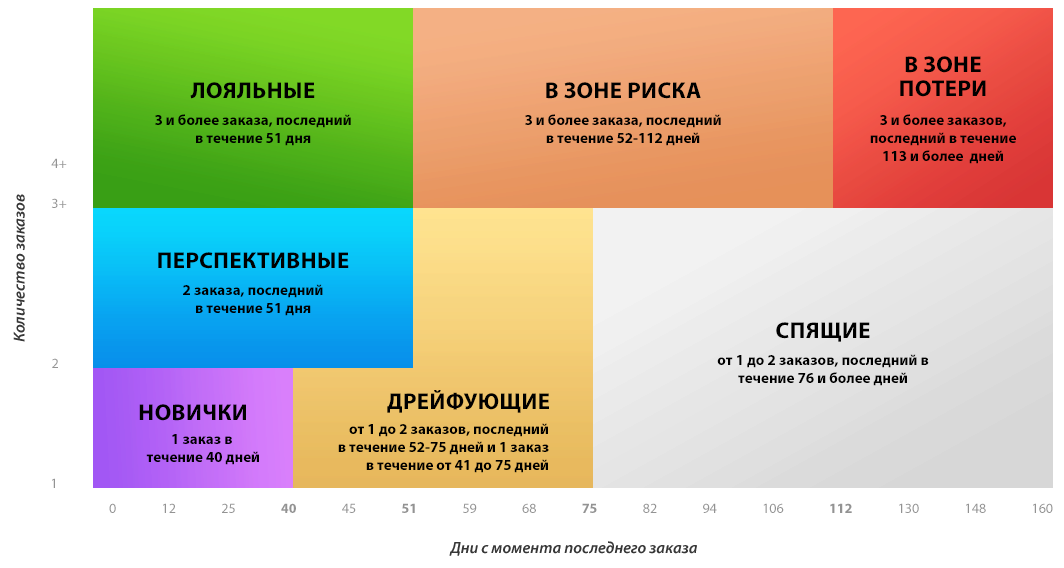 ЛОЯЛЬНЫЕ
3 и более заказа, последний
в течение 51 дня
В ЗОНЕ РИСКА
3 и более заказа, последний
в течение 52-112 дней
В ЗОНЕ
ПОТЕРИ
3 и более заказов,
последний в течение
113 и более дней
4+
3+
Количество заказов
ПЕРСПЕКТИВНЫЕ
2 заказа, последний
в течение 51 дня
СПЯЩИЕ
от 1 до 2 заказов, последний в
течение 76 и более дней
2
НОВИЧКИ
1 заказ в
течение 40 дней
ДРЕЙФУЮЩИЕ
от 1 до 2 заказов, последний
в течение 52-75 дней и 1 заказ
в течение от 41 до 75 дней
1
0 12 25 40 45 51 59 68 75 82 94 106 112 130 148 160
Дни с момента последнего заказа